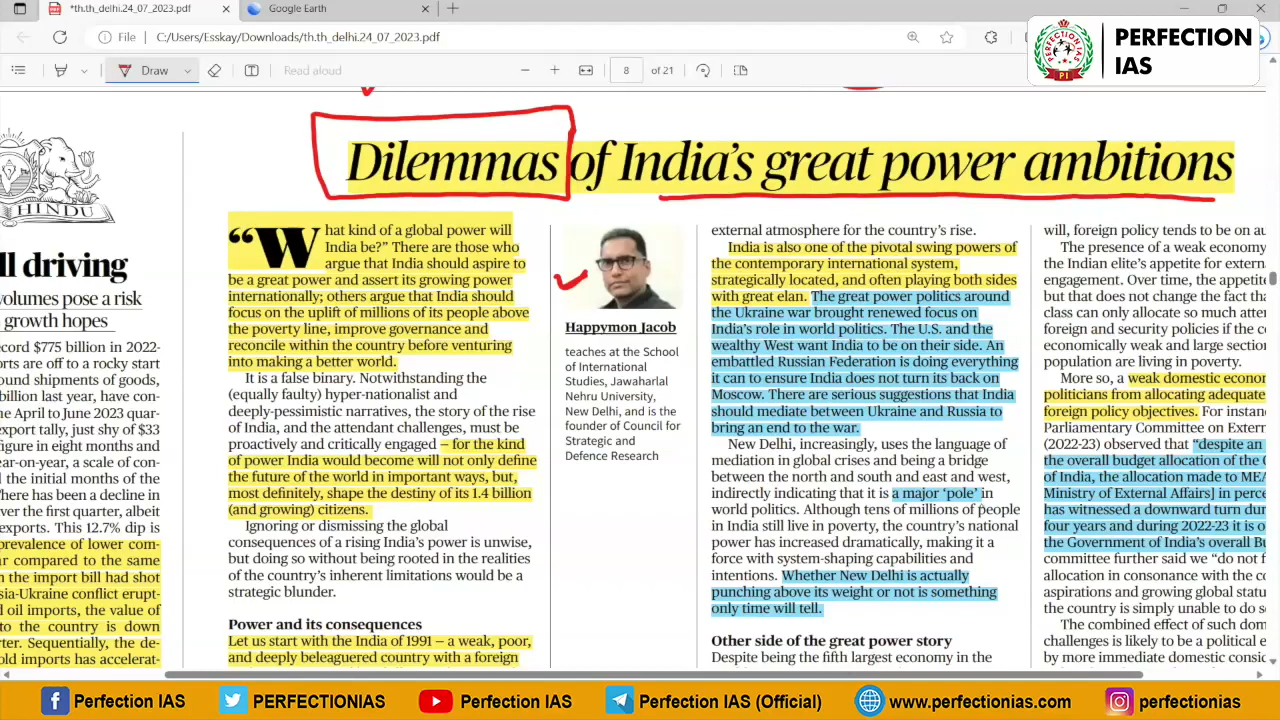 *th.th_delhi.24_07_2023.pdf
Google Earth
File
C:/Users/Esskay/Downloads/th.th_delhi.24_07_2023.pdf
PERFECTION
IAS
Draw
Read aloud
8
of 21
Dilemmas of India's great power ambitions
HINDU
ll driving
volumes pose a risk
growth hopes
cord $775 billion in 2022-
orts are off to a rocky start
ound shipments of goods,
billion last year, have con-
ne April to June 2023 quar-
export tally, just shy of $33
figure in eight months and
ear-on-year, a scale of con-
d the initial months of the
There has been a decline in
er the first quarter, albeit
exports. This 12.7% dip is
prevalence of lower com-
ar compared to the same
n the import bill had shot
sia-Ukraine conflict erupt-
d oil imports, the value of
to the country is down
rter. Sequentially, the de-
old imports has accelerat-
“What kind of a global power will
India be?” There are those who
argue that India should aspire to
be a great power and assert its growing power
internationally; others argue that India should
focus on the uplift of millions of its people above
the poverty line, improve governance and
reconcile within the country before venturing
into making a better world.
It is a false binary. Notwithstanding the
(equally faulty) hyper-nationalist and
deeply-pessimistic narratives, the story of the rise
of India, and the attendant challenges, must be
proactively and critically engaged — for the kind
of power India would become will not only define
the future of the world in important ways, but,
most definitely, shape the destiny of its 1.4 billion
(and growing) citizens.
Ignoring or dismissing the global
consequences of a rising India's power is unwise,
but doing so without being rooted in the realities
of the country's inherent limitations would be a
strategic blunder.
Power and its consequences
Let us start with the India of 1991 — a weak, poor,
and deeply beleaguered country with a foreign
Happymon Jacob
teaches at the School
of International
Studies, Jawaharlal
Nehru University,
New Delhi, and is the
founder of Council for
Strategic and
Defence Research
external atmosphere for the country's rise.
India is also one of the pivotal swing powers of
the contemporary international system,
strategically located, and often playing both sides
with great elan. The great power politics around
the Ukraine war brought renewed focus on
India's role in world politics. The U.S. and the
wealthy West want India to be on their side. An
embattled Russian Federation is doing everything
it can to ensure India does not turn its back on
Moscow. There are serious suggestions that India
should mediate between Ukraine and Russia to
bring an end to the war.
New Delhi, increasingly, uses the language of
mediation in global crises and being a bridge
between the north and south and east and west,
indirectly indicating that it is a major ‘pole’ in
world politics. Although tens of millions of people
in India still live in poverty, the country's national
power has increased dramatically, making it a
force with system-shaping capabilities and
intentions. Whether New Delhi is actually
punching above its weight or not is something
only time will tell.
Other side of the great power story
Despite being the fifth largest economy in the
will, foreign policy tends to be on au
The presence of a weak economy
the Indian elite's appetite for extern
engagement. Over time, the appetite
but that does not change the fact tha
class can only allocate so much atten
foreign and security policies if the co
economically weak and large section
population are living in poverty.
More so, a weak domestic econom
politicians from allocating adequate
foreign policy objectives. For instanc
Parliamentary Committee on Extern
(2022-23) observed that “despite an
the overall budget allocation of the G
of India, the allocation made to MEA
Ministry of External Affairs] in perce
has witnessed a downward turn dur
four years and during 2022-23 it is o
the Government of India's overall Bu
committee further said we “do not f
allocation in consonance with the co
aspirations and growing global statu
the country is simply unable to do s
The combined effect of such dom
challenges is likely to be a political e
by more immediate domestic consid
Perfection IAS
PERFECTIONIAS
Perfection IAS
Perfection IAS (Official)
www.perfectionias.com
perfectionias